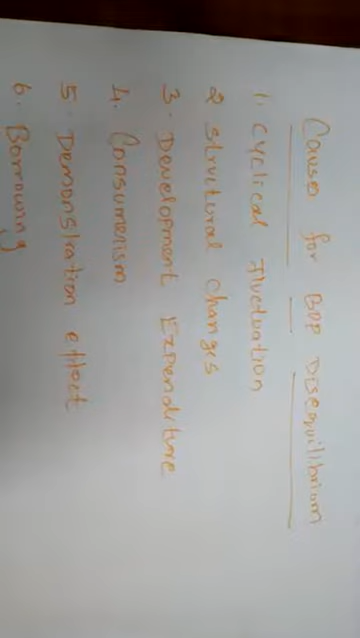 Causes for BOP Disequilibrium
1. Cyclical Fluctuation
2 Structural changes
3. Development Expenditure
4. Consumerism
5. Demonstration effect
6. Borrowing